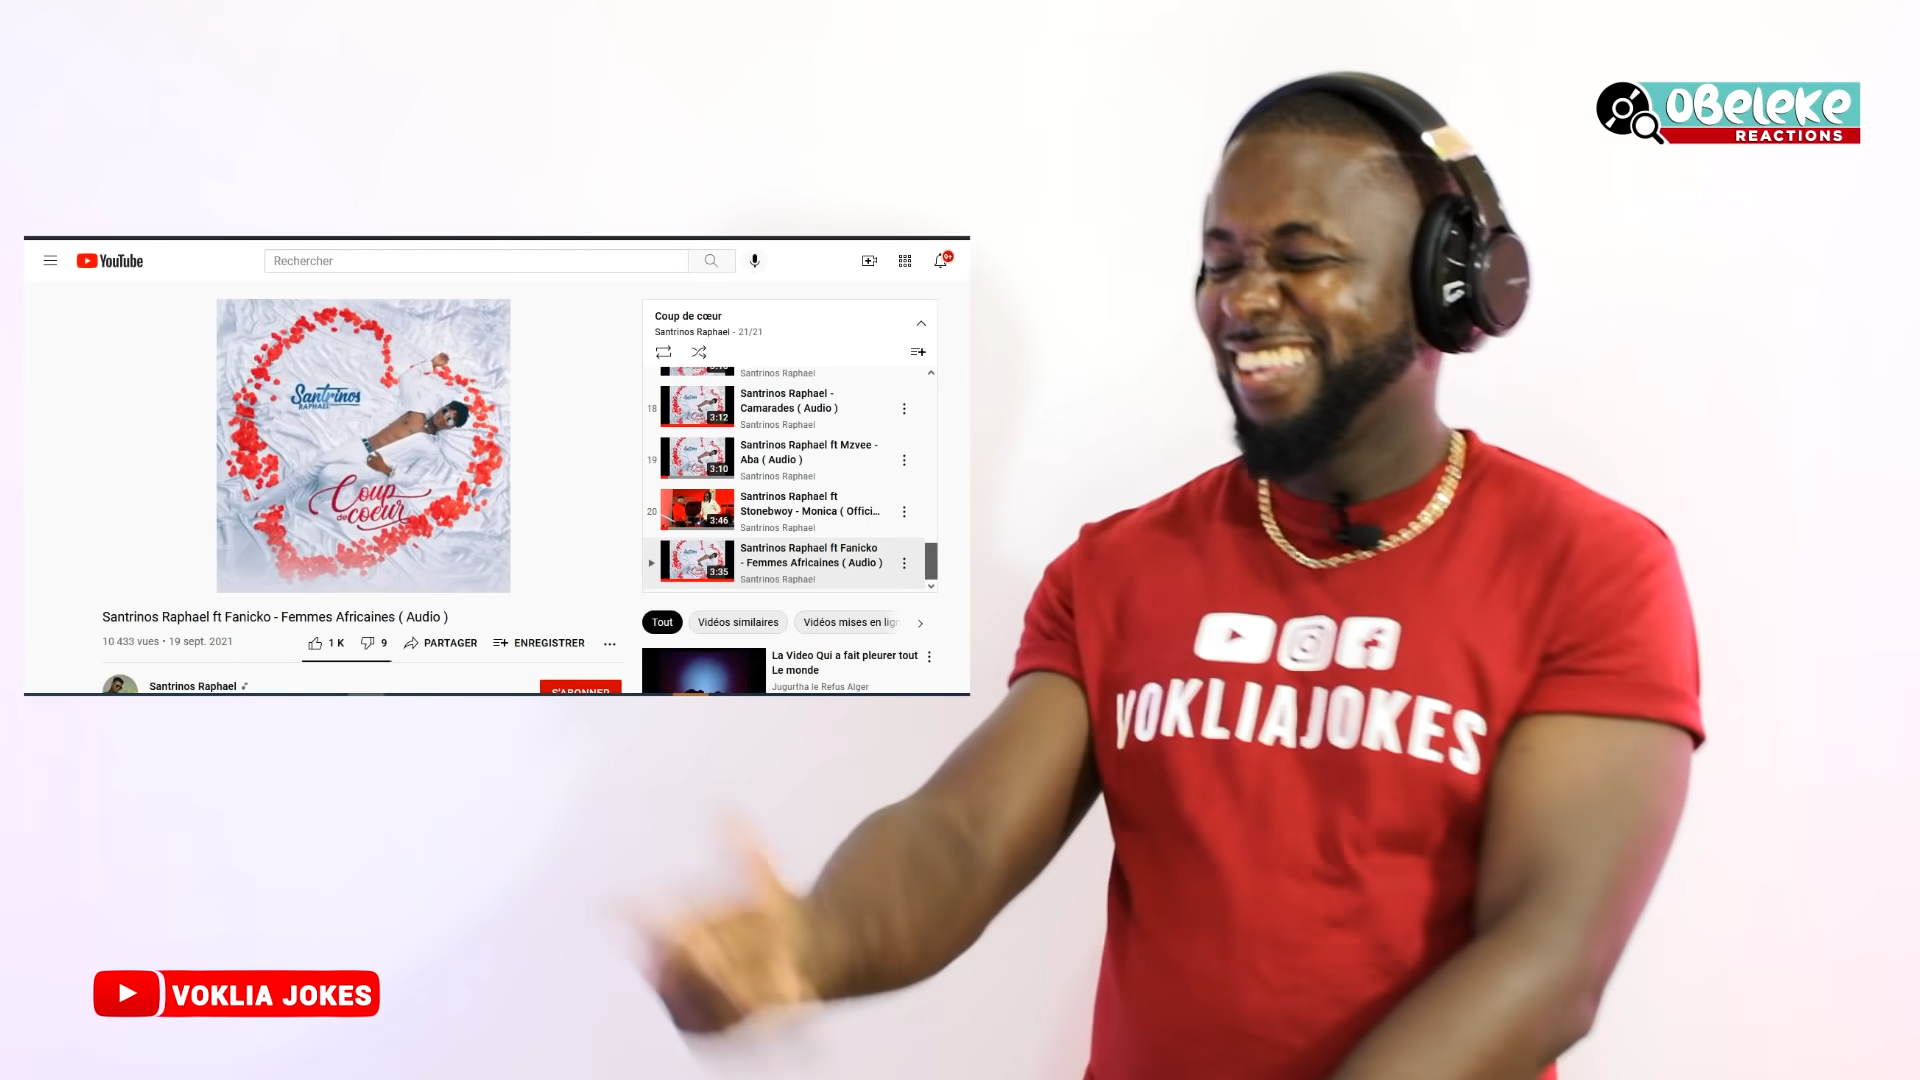 OBELEKE
REACTIONS
YouTube
Rechercher
9+
Santrinos
RAPHAEL
Coup
de coeur
Coup de cœur
Santrinos Raphael - 21/21
Santrinos Raphael
18
Santrinos Raphael -
Camarades ( Audio )
3:12
Santrinos Raphael
19
Santrinos Raphael ft Mzvee -
Aba ( Audio )
3:10
Santrinos Raphael
20
Santrinos Raphael ft
Stonebwoy - Monica ( Offici...
3:46
Santrinos Raphael
Santrinos Raphael ft Fanicko
- Femmes Africaines ( Audio )
3:35
Santrinos Raphael
Santrinos Raphael ft Fanicko - Femmes Africaines ( Audio )
10 433 vues • 19 sept. 2021
1 K
9
PARTAGER
ENREGISTRER
Santrinos Raphael
S'ABONNER
Tout
Vidéos similaires
Vidéos mises en lig
La Video Qui a fait pleurer tout
Le monde
Jugurtha le Refus Alger
VOKLIAJOKES
VOKLIA JOKES